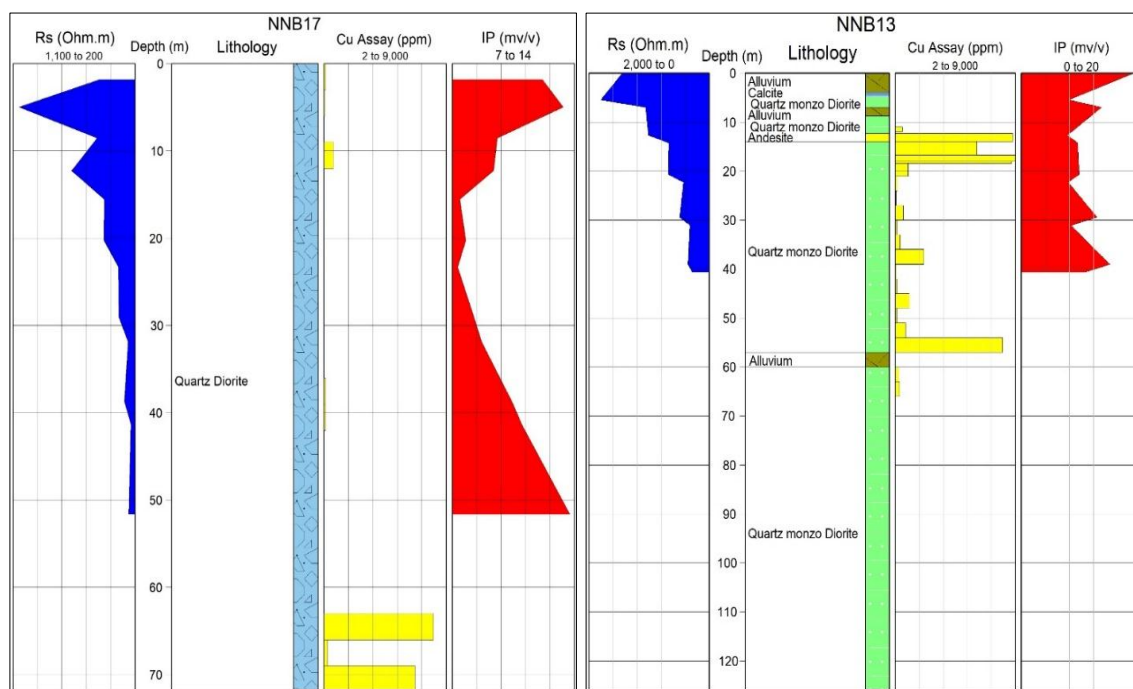 NNB17
Rs (Ohm.m) Depth (m) Lithology Cu Assay (ppm) IP (mv/v)
1,100 to 200 2 to 9,000 7 to 14
0
10
20
30
Quartz Diorite
40
50
60
70
NNB13
Rs (Ohm.m) Depth (m) Lithology Cu Assay (ppm) IP (mv/v)
2,000 to 0 2 to 9,000 0 to 20
0
Alluvium
Calcite
Quartz monzo Diorite
Alluvium
10
Quartz monzo Diorite
Andesite
20
30
Quartz monzo Diorite
40
50
Alluvium
60
70
80
90
Quartz monzo Diorite
100
110
120